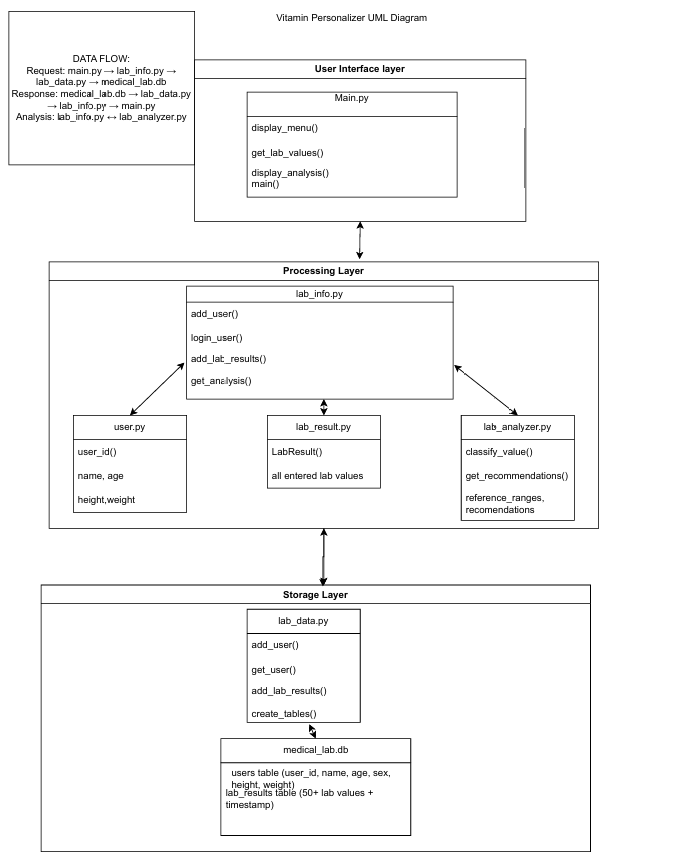 Vitamin Personalizer UML Diagram
DATA FLOW:
Request: main.py → lab_info.py →
lab_data.py → medical_lab.db
Response: medical_lab.db → lab_data.py
→ lab_info.py → main.py
Analysis: lab_info.py ↔ lab_analyzer.py
User Interface layer
Main.py
display_menu()
get_lab_values()
display_analysis()
main()
Processing Layer
lab_info.py
add_user()
login_user()
add_lab_results()
get_analysis()
user.py
user_id()
name, age
height,weight
lab_result.py
LabResult()
all entered lab values
lab_analyzer.py
classify_value()
get_recommendations()
reference_ranges,
recomendations
Storage Layer
lab_data.py
add_user()
get_user()
add_lab_results()
create_tables()
medical_lab.db
users table (user_id, name, age, sex,
height, weight)
lab_results table (50+ lab values +
timestamp)